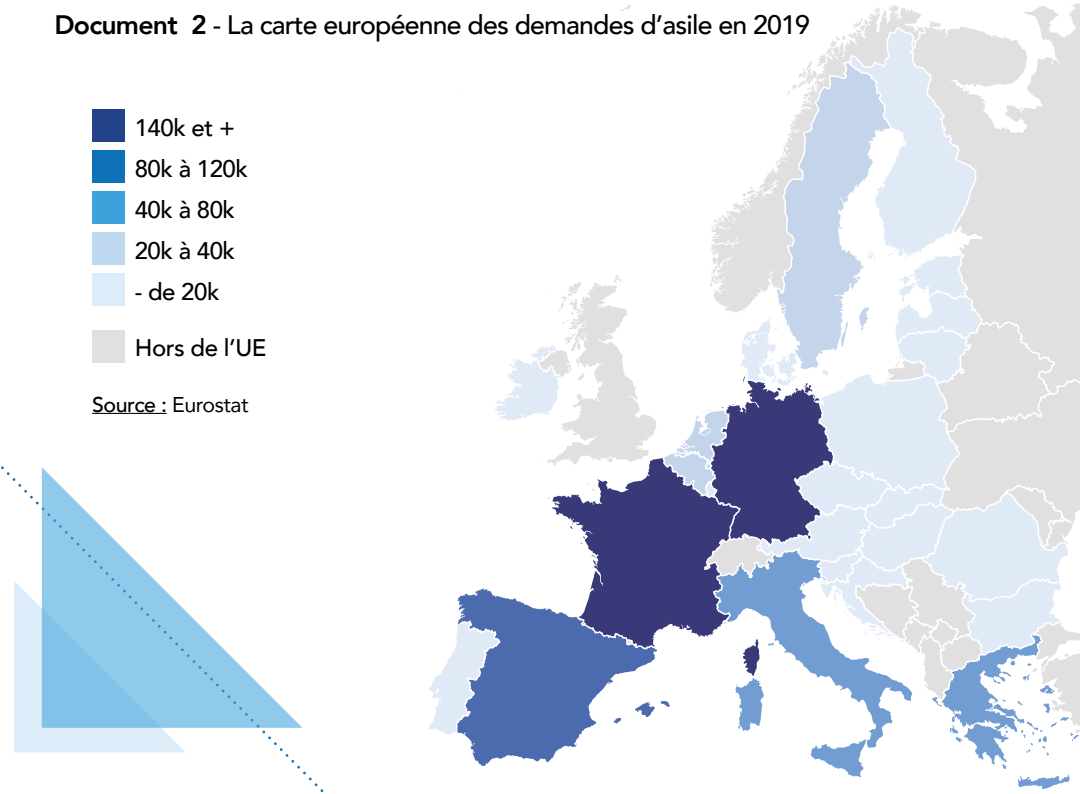 Document 2 - La carte européenne des demandes d'asile en 2019
140k et +
80k à 120k
40k à 80k
20k à 40k
- de 20k
Hors de l'UE
Source : Eurostat